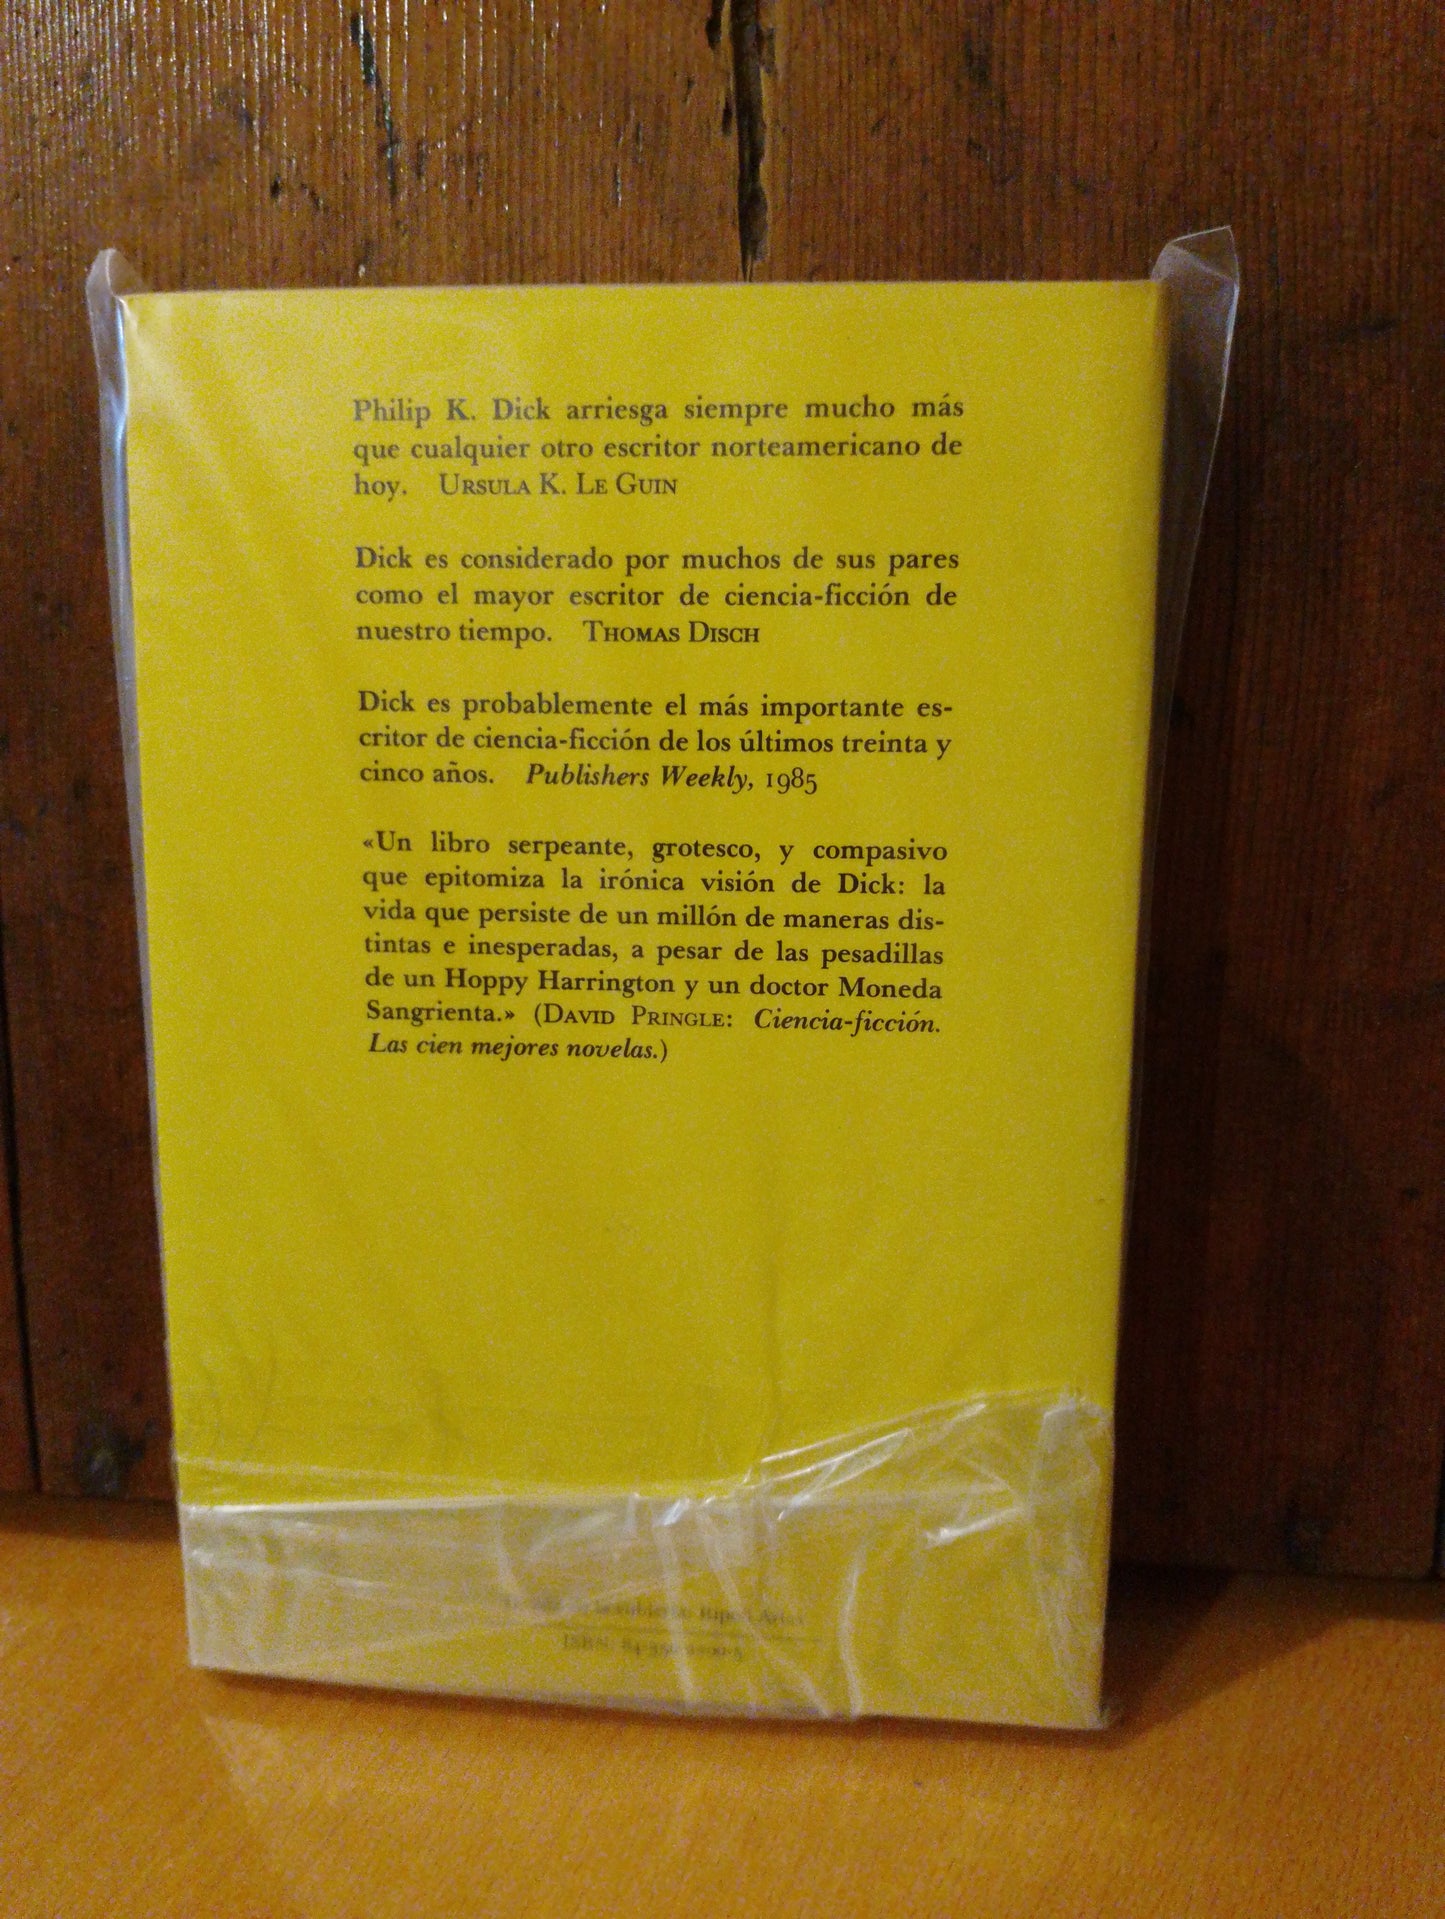 Philip K. Dick arriesga siempre mucho más
que cualquier otro escritor norteamericano de
hoy. URSULA K. LE GUIN
Dick es considerado por muchos de sus pares
como el mayor escritor de ciencia-ficción de
nuestro tiempo. THOMAS DISCH
Dick es probablemente el más importante es-
critor de ciencia-ficción de los últimos treinta y
cinco años. Publishers Weekly, 1985
«Un libro serpeante, grotesco, y compasivo
que epitomiza la irónica visión de Dick: la
vida que persiste de un millón de maneras dis-
tintas e inesperadas, a pesar de las pesadillas
de un Hoppy Harrington y un doctor Moneda
Sangrienta.» (DAVID PRINGLE: Ciencia-ficción.
Las cien mejores novelas.)
ISBN: